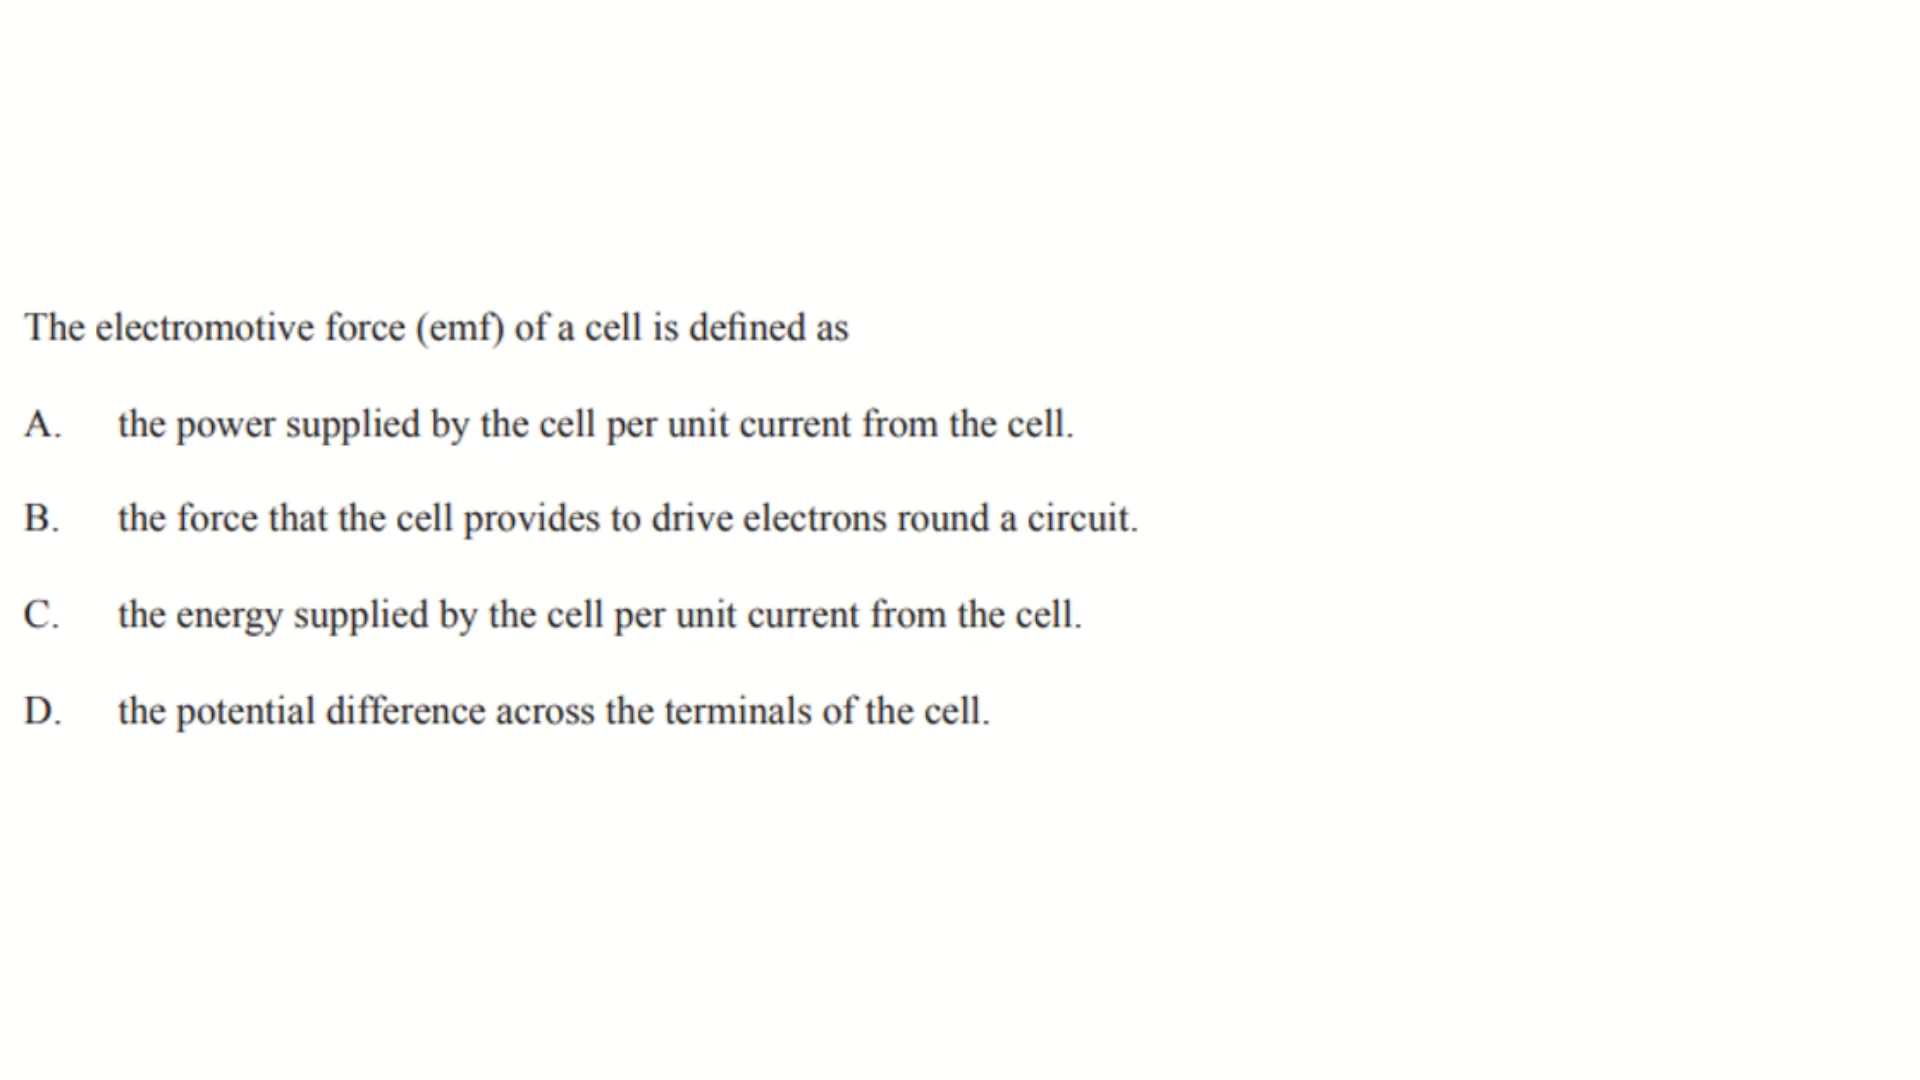 The electromotive force (emf) of a cell is defined as
A. the power supplied by the cell per unit current from the cell.
B. the force that the cell provides to drive electrons round a circuit.
C. the energy supplied by the cell per unit current from the cell.
D. the potential difference across the terminals of the cell.